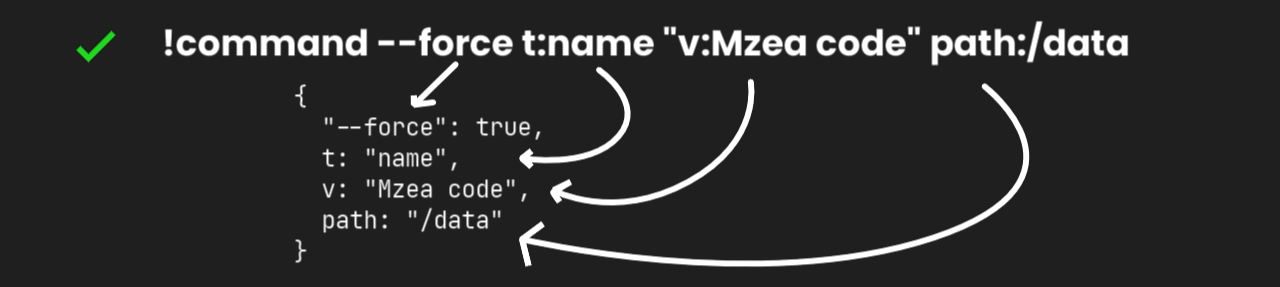 !command --force t:name "v:Mzea code" path:/data
{
"--force": true,
t: "name",
v: "Mzea code",
path: "/data"
}